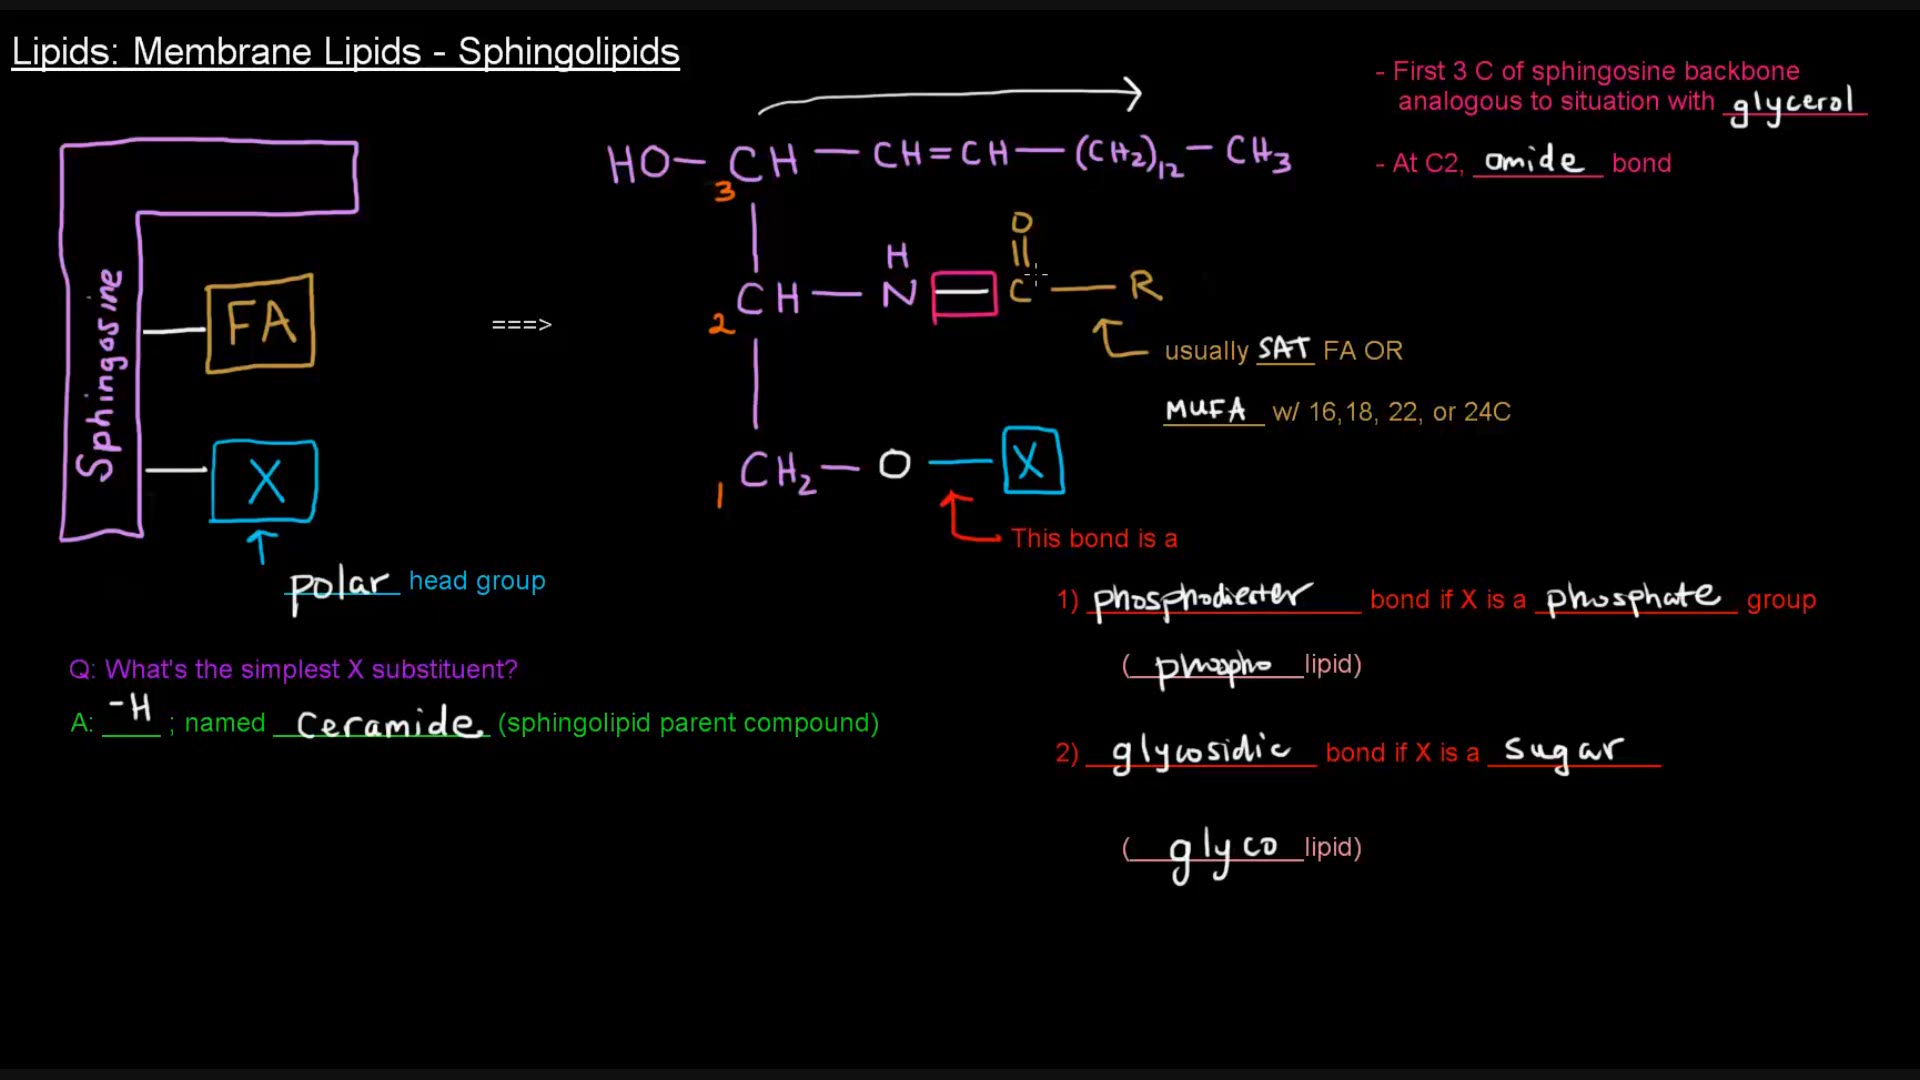 Lipids: Membrane Lipids - Sphingolipids
- First 3 C of sphingosine backbone
analogous to situation with glycerol
- At C2, amide bond
HO-CH-CH=CH-(CH2)12-CH3
3
O
H
CH-N-C-R
2
Sphingosine
FA
===>
usually SAT FA OR
MUFA w/ 16,18, 22, or 24C
X
CH2-O-X
1
This bond is a
polar head group
1) phosphodiester bond if X is a phosphate group
(phospho lipid)
Q: What's the simplest X substituent?
A: -H ; named ceramide (sphingolipid parent compound)
2) glycosidic bond if X is a sugar
(glyco lipid)